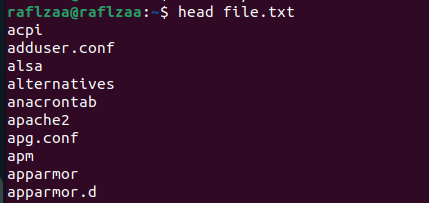 raflzaa@raflzaa:~$ head file.txt
acpi
adduser.conf
alsa
alternatives
anacrontab
apache2
apg.conf
apm
apparmor
apparmor.d